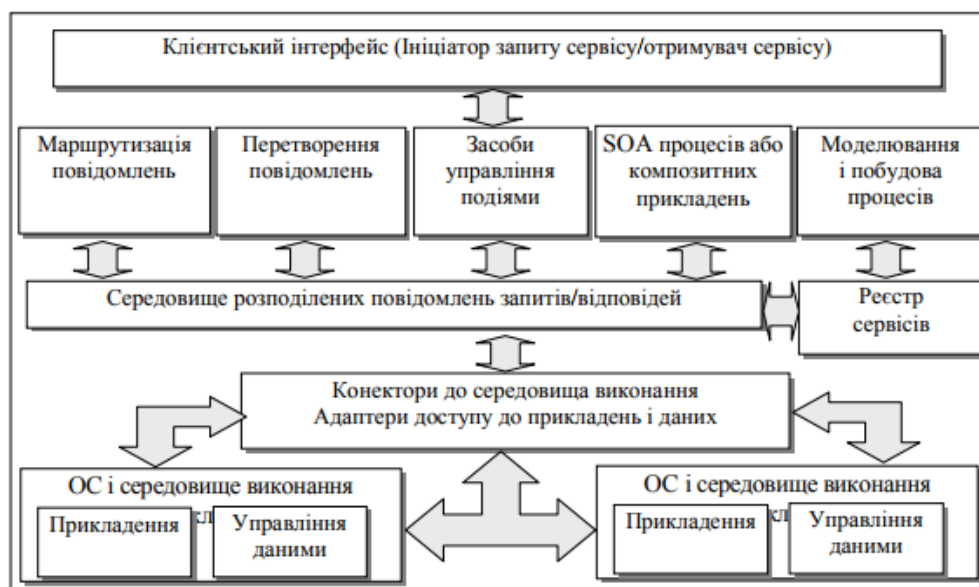 Клієнтський інтерфейс (Ініціатор запиту сервісу/отримувач сервісу)
Маршрутизація
повідомлень
Перетворення
повідомлень
Засоби
управління
подіями
SOA процесів або
композитних
прикладень
Моделювання
і побудова
процесів
Середовище розподілених повідомлень запитів/відповідей
Реєстр
сервісів
Конектори до середовища виконання
Адаптери доступу до прикладень і даних
ОС і середовище виконання
Прикладення
Управління
даними
ОС і середовище виконання
Прикладення
Управління
даними